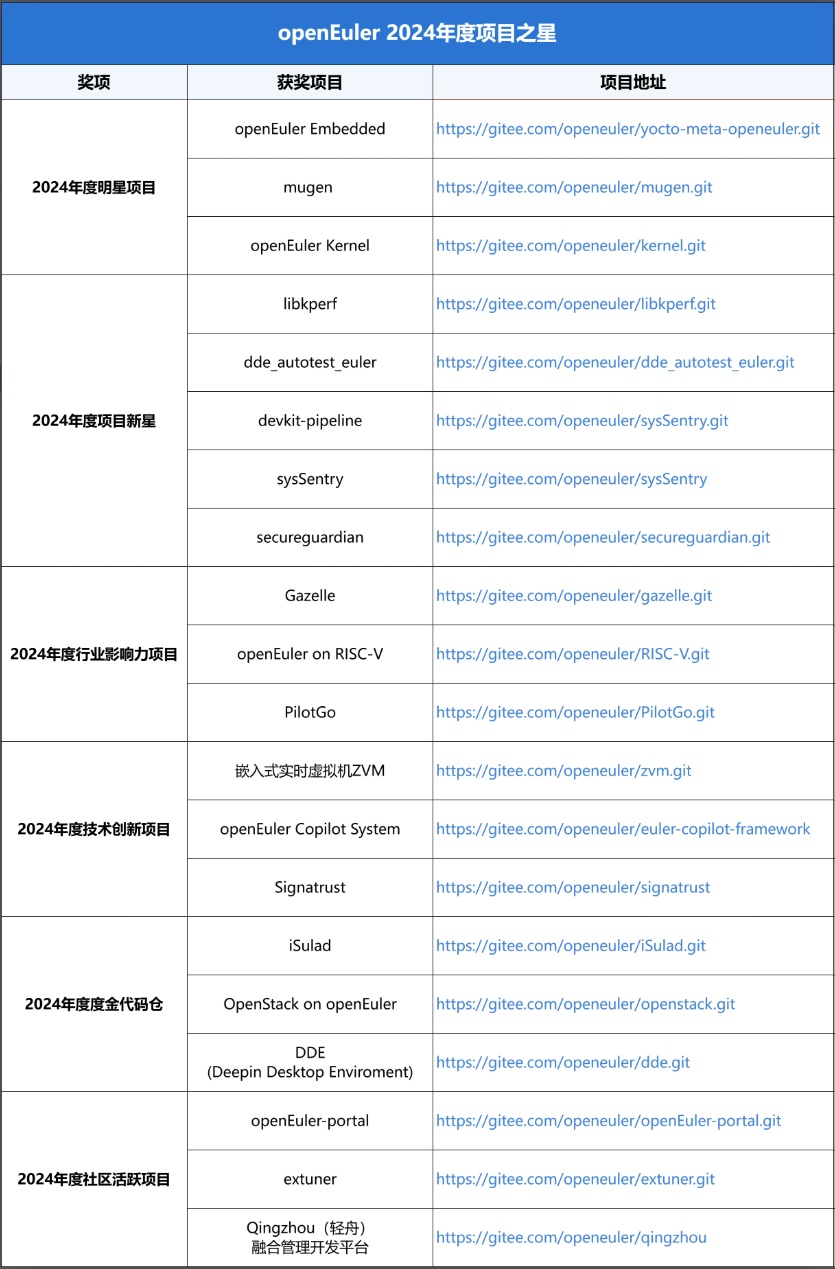 openEuler 2024年度项目之星
奖项 获奖项目 项目地址
2024年度明星项目
openEuler Embedded https://gitee.com/openeuler/yocto-meta-openeuler.git
mugen https://gitee.com/openeuler/mugen.git
openEuler Kernel https://gitee.com/openeuler/kernel.git
2024年度项目新星
libkperf https://gitee.com/openeuler/libkperf.git
dde_autotest_euler https://gitee.com/openeuler/dde_autotest_euler.git
devkit-pipeline https://gitee.com/openeuler/sysSentry.git
sysSentry https://gitee.com/openeuler/sysSentry
secureguardian https://gitee.com/openeuler/secureguardian.git
2024年度行业影响力项目
Gazelle https://gitee.com/openeuler/gazelle.git
openEuler on RISC-V https://gitee.com/openeuler/RISC-V.git
PilotGo https://gitee.com/openeuler/PilotGo.git
2024年度技术创新项目
嵌入式实时虚拟机ZVM https://gitee.com/openeuler/zvm.git
openEuler Copilot System https://gitee.com/openeuler/euler-copilot-framework
Signatrust https://gitee.com/openeuler/signatrust
2024年度度金代码仓
iSulad https://gitee.com/openeuler/iSulad.git
OpenStack on openEuler https://gitee.com/openeuler/openstack.git
DDE
(Deepin Desktop Enviroment) https://gitee.com/openeuler/dde.git
2024年度社区活跃项目
openEuler-portal https://gitee.com/openeuler/openEuler-portal.git
extuner https://gitee.com/openeuler/extuner.git
Qingzhou（轻舟）
融合管理开发平台 https://gitee.com/openeuler/qingzhou